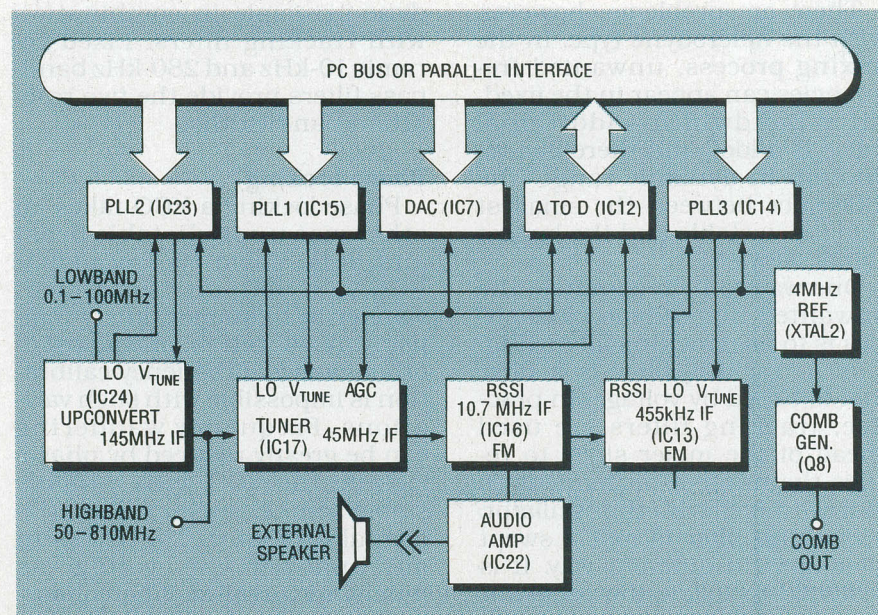 PC BUS OR PARALLEL INTERFACE
PLL2 (IC23)
PLL1 (IC15)
DAC (IC7)
A TO D (IC12)
PLL3 (IC14)
LOWBAND
0.1–100MHz
4MHz
REF.
(XTAL2)
LO VTUNE
(IC24)
UPCONVERT
145MHz IF
LO VTUNE AGC
TUNER
(IC17)
45MHz IF
RSSI
10.7 MHz IF
(IC16)
FM
RSSI LO VTUNE
455kHz IF
(IC13)
FM
COMB
GEN.
(Q8)
HIGHBAND
50–810MHz
EXTERNAL
SPEAKER
AUDIO
AMP
(IC22)
COMB
OUT